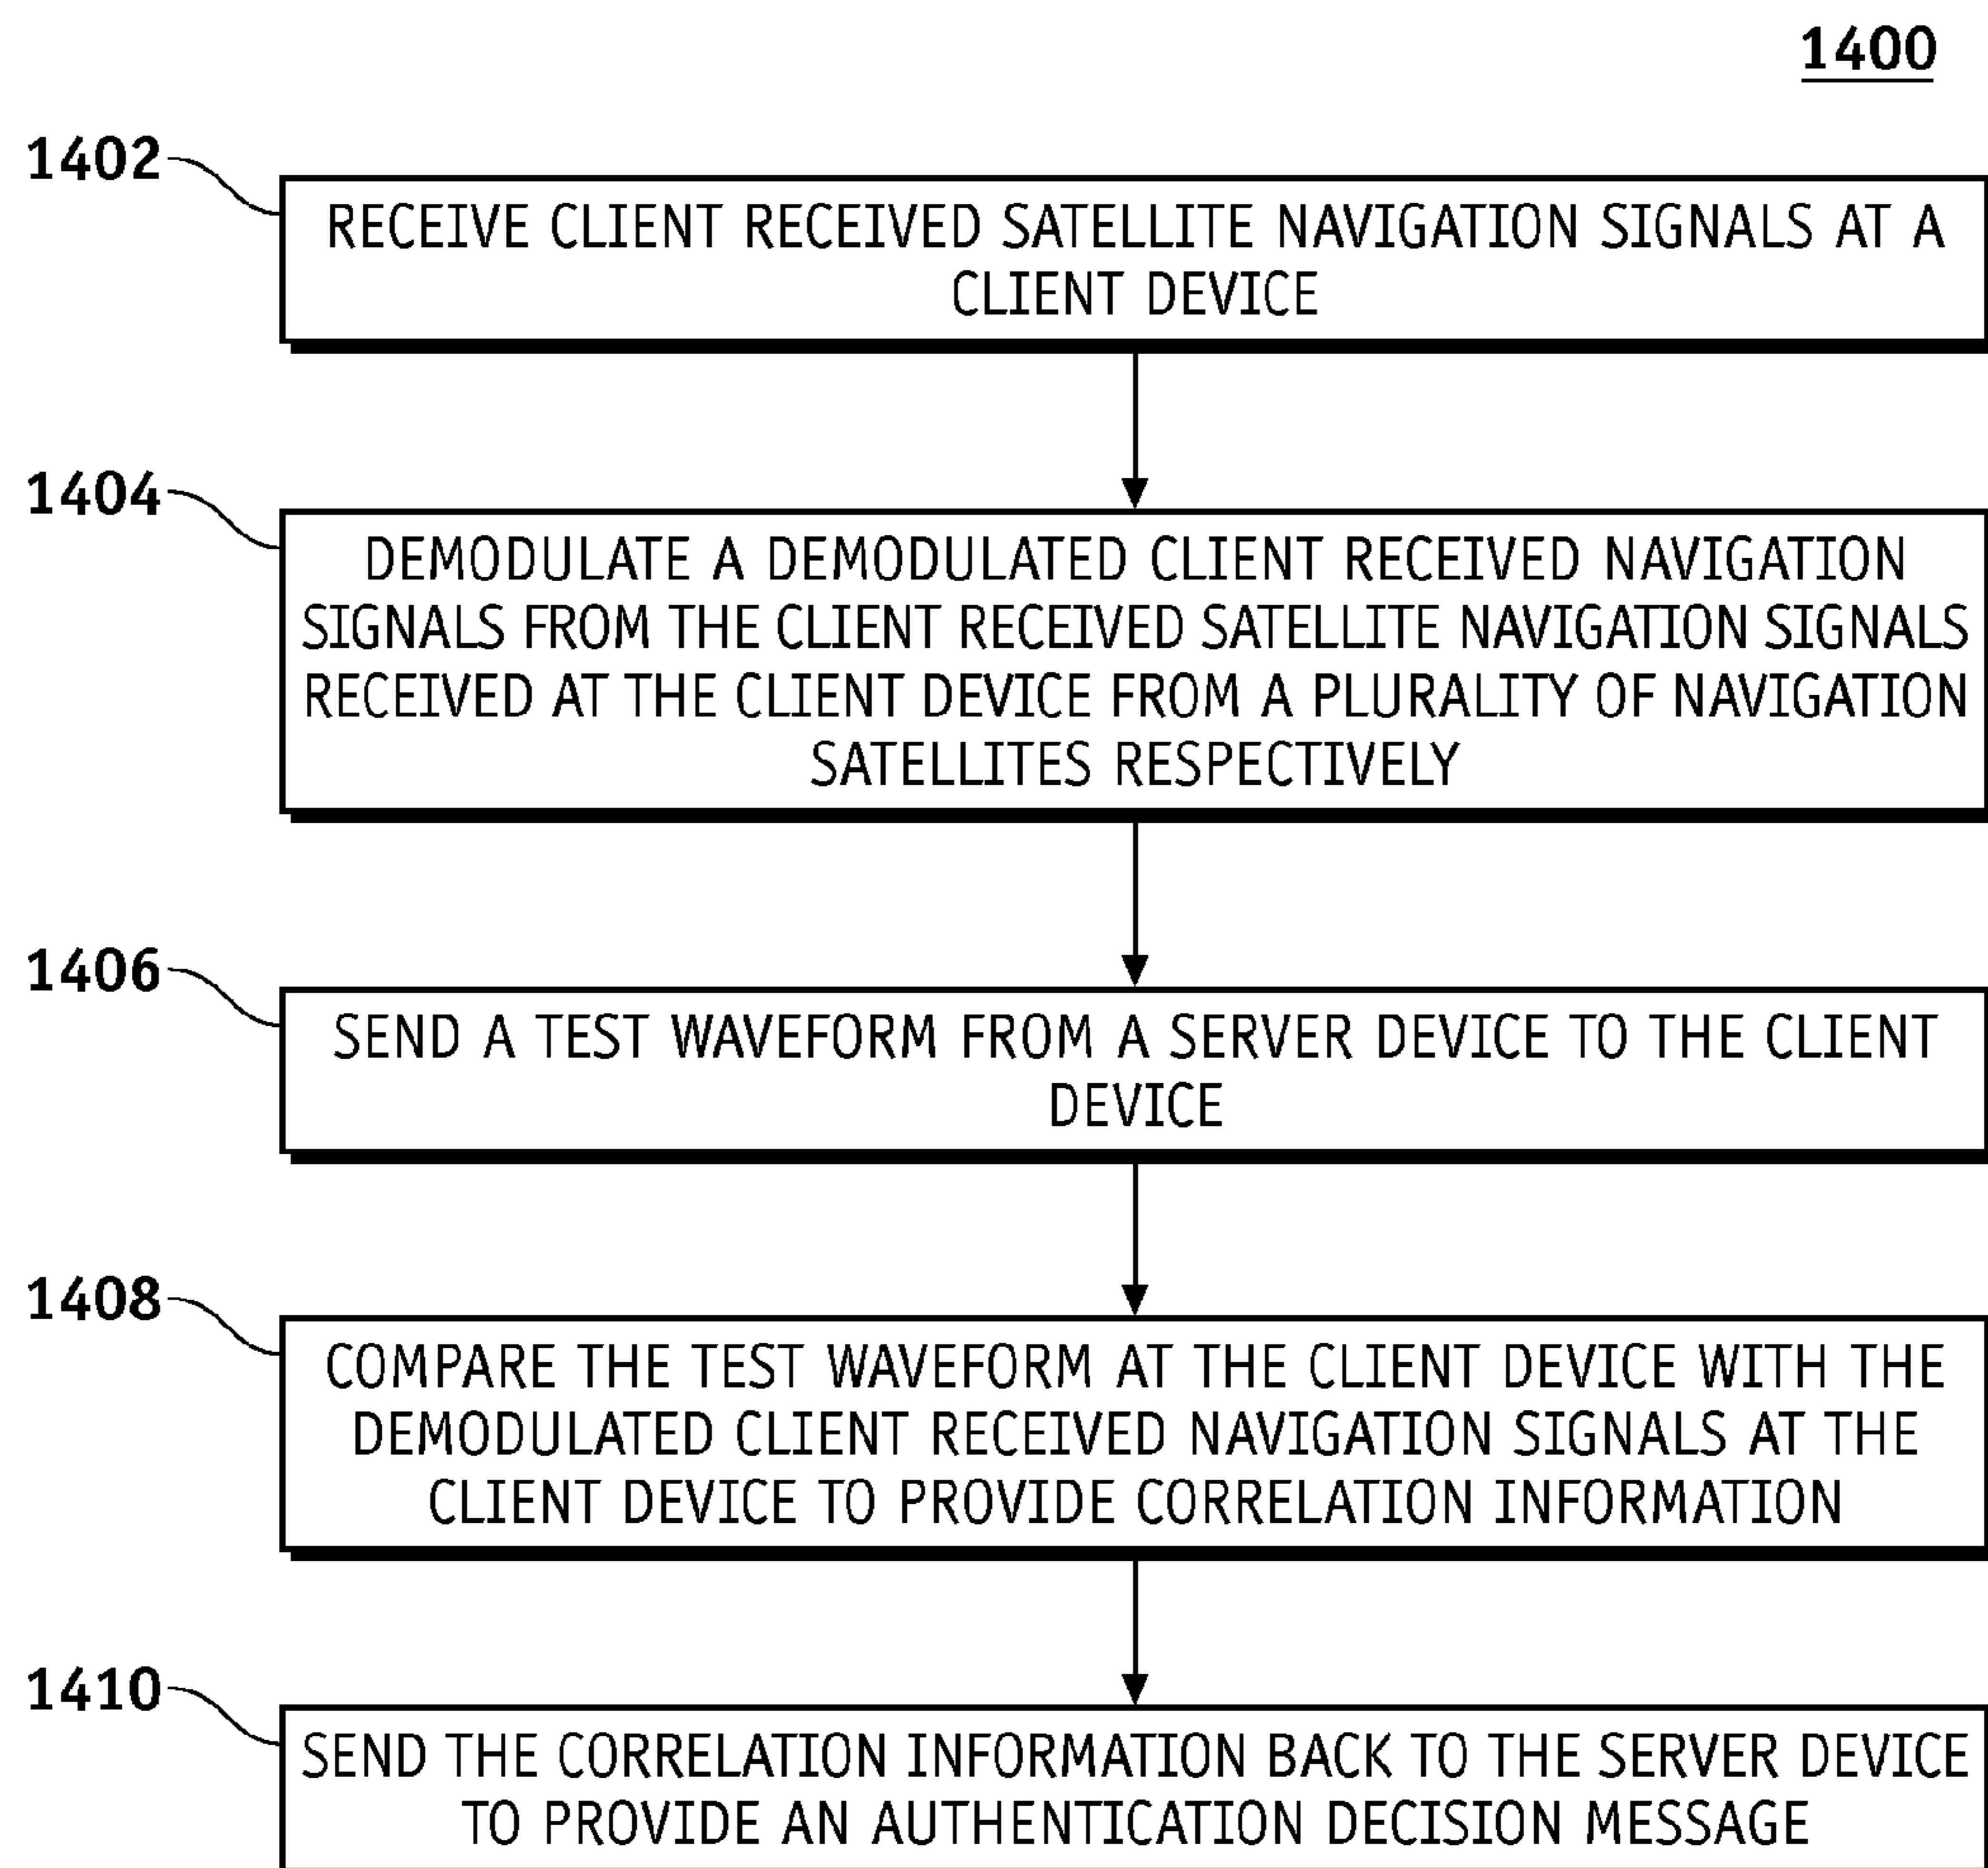 1400
1402
RECEIVE CLIENT RECEIVED SATELLITE NAVIGATION SIGNALS AT A
CLIENT DEVICE
1404
DEMODULATE A DEMODULATED CLIENT RECEIVED NAVIGATION
SIGNALS FROM THE CLIENT RECEIVED SATELLITE NAVIGATION SIGNALS
RECEIVED AT THE CLIENT DEVICE FROM A PLURALITY OF NAVIGATION
SATELLITES RESPECTIVELY
1406
SEND A TEST WAVEFORM FROM A SERVER DEVICE TO THE CLIENT
DEVICE
1408
COMPARE THE TEST WAVEFORM AT THE CLIENT DEVICE WITH THE
DEMODULATED CLIENT RECEIVED NAVIGATION SIGNALS AT THE
CLIENT DEVICE TO PROVIDE CORRELATION INFORMATION
1410
SEND THE CORRELATION INFORMATION BACK TO THE SERVER DEVICE
TO PROVIDE AN AUTHENTICATION DECISION MESSAGE